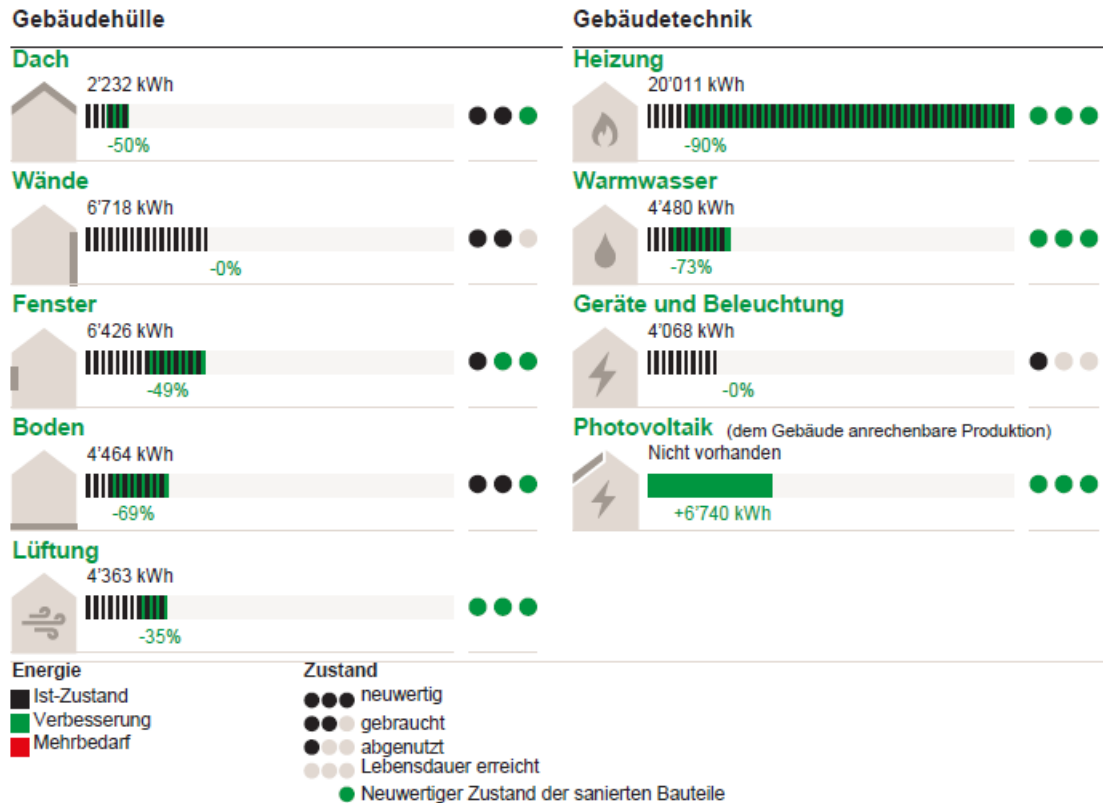 Gebäudehülle
Dach
2'232 kWh
-50%
Wände
6'718 kWh
-0%
Fenster
6'426 kWh
-49%
Boden
4'464 kWh
-69%
Lüftung
4'363 kWh
-35%
Gebäudetechnik
Heizung
20'011 kWh
-90%
Warmwasser
4'480 kWh
-73%
Geräte und Beleuchtung
4'068 kWh
-0%
Photovoltaik (dem Gebäude anrechenbare Produktion)
Nicht vorhanden
+6'740 kWh
Energie
Ist-Zustand
Verbesserung
Mehrbedarf
Zustand
neuwertig
gebraucht
abgenutzt
Lebensdauer erreicht
Neuwertiger Zustand der sanierten Bauteile